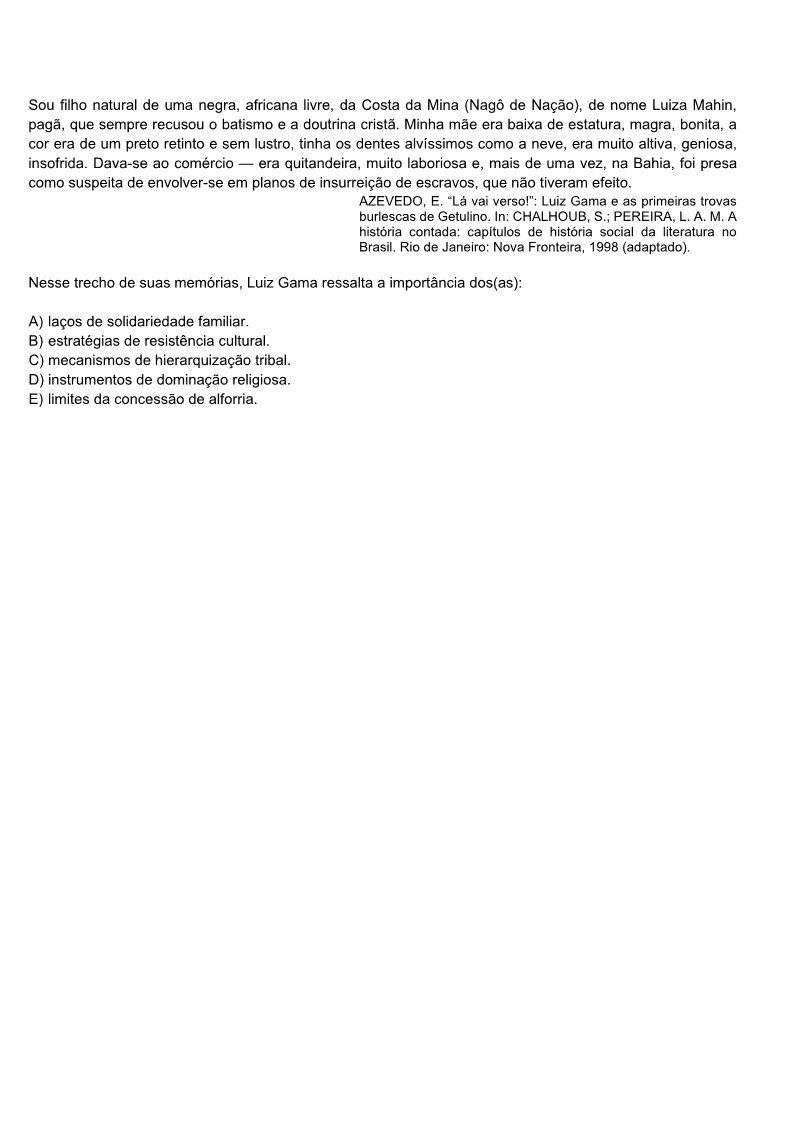 Sou filho natural de uma negra, africana livre, da Costa da Mina (Nagô de Nação), de nome Luiza Mahin,
pagã, que sempre recusou o batismo e a doutrina cristã. Minha mãe era baixa de estatura, magra, bonita, a
cor era de um preto retinto e sem lustro, tinha os dentes alvíssimos como a neve, era muito altiva, geniosa,
insofrida. Dava-se ao comércio — era quitandeira, muito laboriosa e, mais de uma vez, na Bahia, foi presa
como suspeita de envolver-se em planos de insurreição de escravos, que não tiveram efeito.
AZEVEDO, E. “Lá vai verso!”: Luiz Gama e as primeiras trovas
burlescas de Getulino. In: CHALHOUB, S.; PEREIRA, L. A. M. A
história contada: capítulos de história social da literatura no
Brasil. Rio de Janeiro: Nova Fronteira, 1998 (adaptado).
Nesse trecho de suas memórias, Luiz Gama ressalta a importância dos(as):
A) laços de solidariedade familiar.
B) estratégias de resistência cultural.
C) mecanismos de hierarquização tribal.
D) instrumentos de dominação religiosa.
E) limites da concessão de alforria.